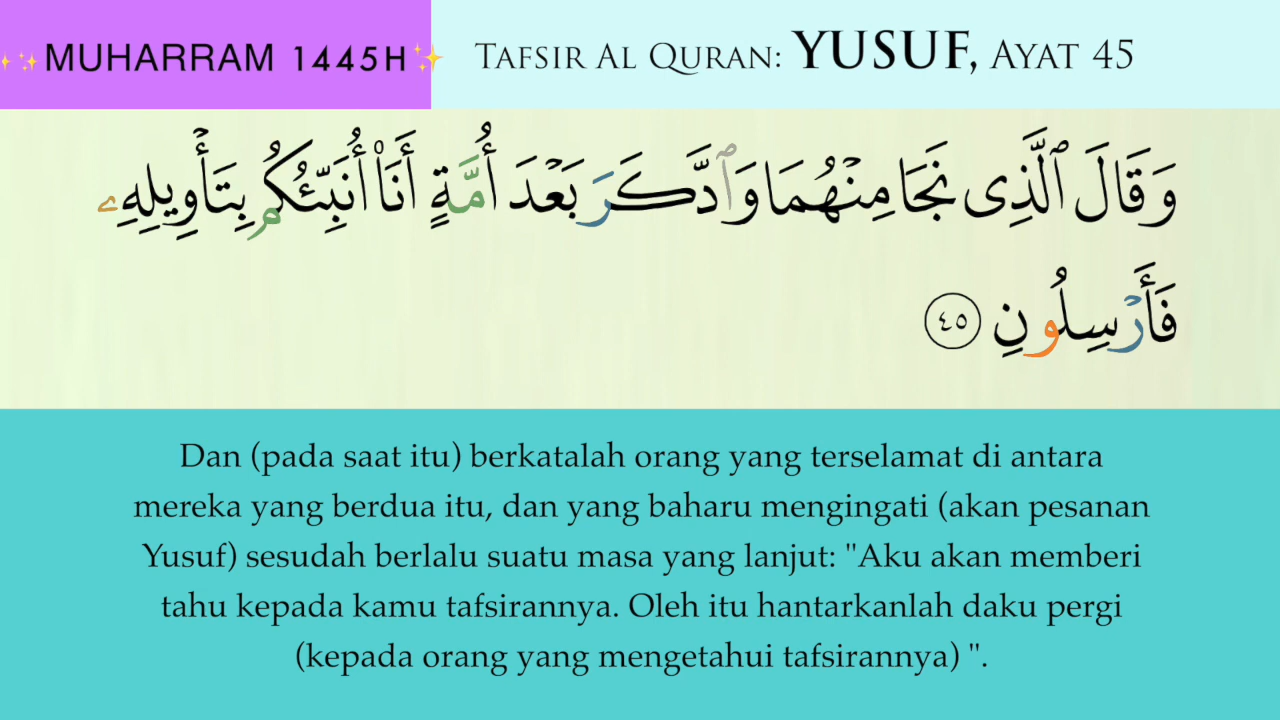 ✨MUHARRAM 1445H✨
TAFSIR AL QURAN: YUSUF, AYAT 45
وَقَالَ ٱلَّذِى نَجَا مِنْهُمَا وَٱدَّكَرَ بَعْدَ أُمَّةٍ أَنَا۠ أُنَبِّئُكُم بِتَأْوِيلِهِۦ
فَأَرْسِلُونِ ٤٥
Dan (pada saat itu) berkatalah orang yang terselamat di antara
mereka yang berdua itu, dan yang baharu mengingati (akan pesanan
Yusuf) sesudah berlalu suatu masa yang lanjut: "Aku akan memberi
tahu kepada kamu tafsirannya. Oleh itu hantarkanlah daku pergi
(kepada orang yang mengetahui tafsirannya) ".